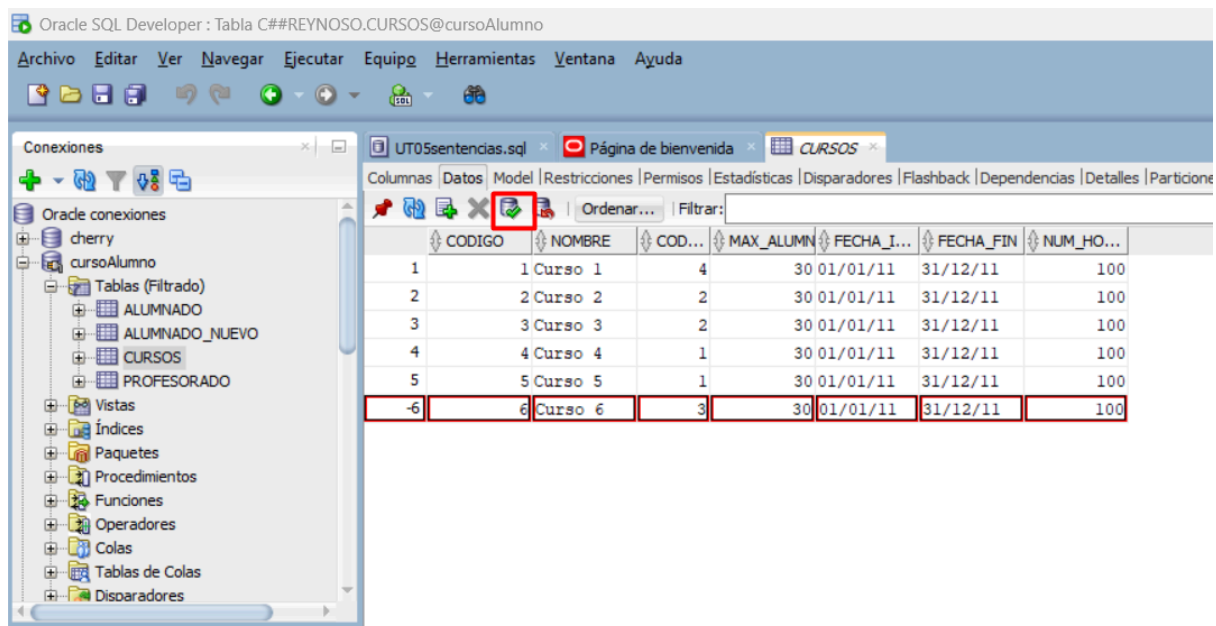 Oracle SQL Developer : Tabla C##REYNOSO.CURSOS@cursoAlumno
Archivo Editar Ver Navegar Ejecutar Equipo Herramientas Ventana Ayuda
SQL
Conexiones
Oracle conexiones
cherry
cursoAlumno
Tablas (Filtrado)
ALUMNADO
ALUMNADO_NUEVO
CURSOS
PROFESORADO
Vistas
Índices
Paquetes
Procedimientos
Funciones
Operadores
Colas
Tablas de Colas
Disparadores
UT05sentencias.sql Página de bienvenida CURSOS
Columnas Datos Model Restricciones Permisos Estadísticas Disparadores Flashback Dependencias Detalles Particione
Ordenar... Filtrar:
CODIGO NOMBRE COD... MAX_ALUMN FECHA_I... FECHA_FIN NUM_HO...
1 1 Curso 1 4 30 01/01/11 31/12/11 100
2 2 Curso 2 2 30 01/01/11 31/12/11 100
3 3 Curso 3 2 30 01/01/11 31/12/11 100
4 4 Curso 4 1 30 01/01/11 31/12/11 100
5 5 Curso 5 1 30 01/01/11 31/12/11 100
-6 6 Curso 6 3 30 01/01/11 31/12/11 100